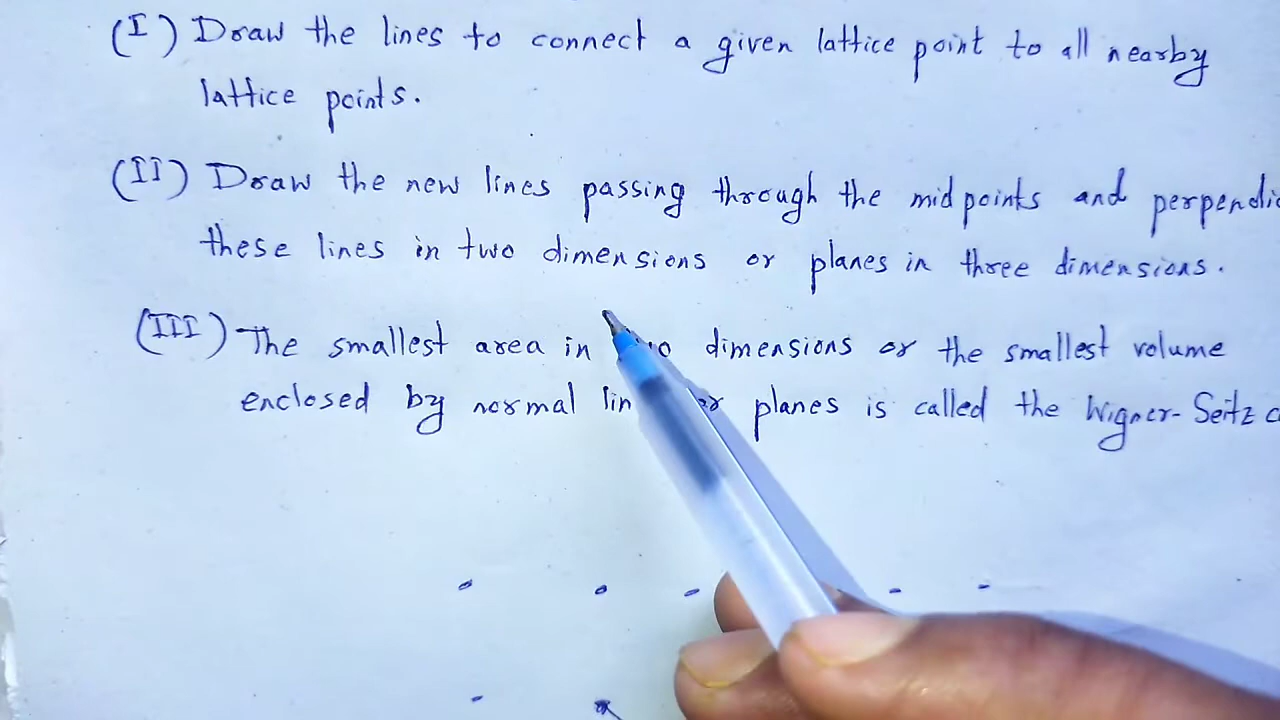 (I) Draw the lines to connect a given lattice point to all nearby
lattice points.
(II) Draw the new lines passing through the midpoints and
these lines in two dimensions or planes in three dimensions.
(III) The smallest area in dimensions or the smallest volume
enclosed by normal planes is called the Wigner-Seitz